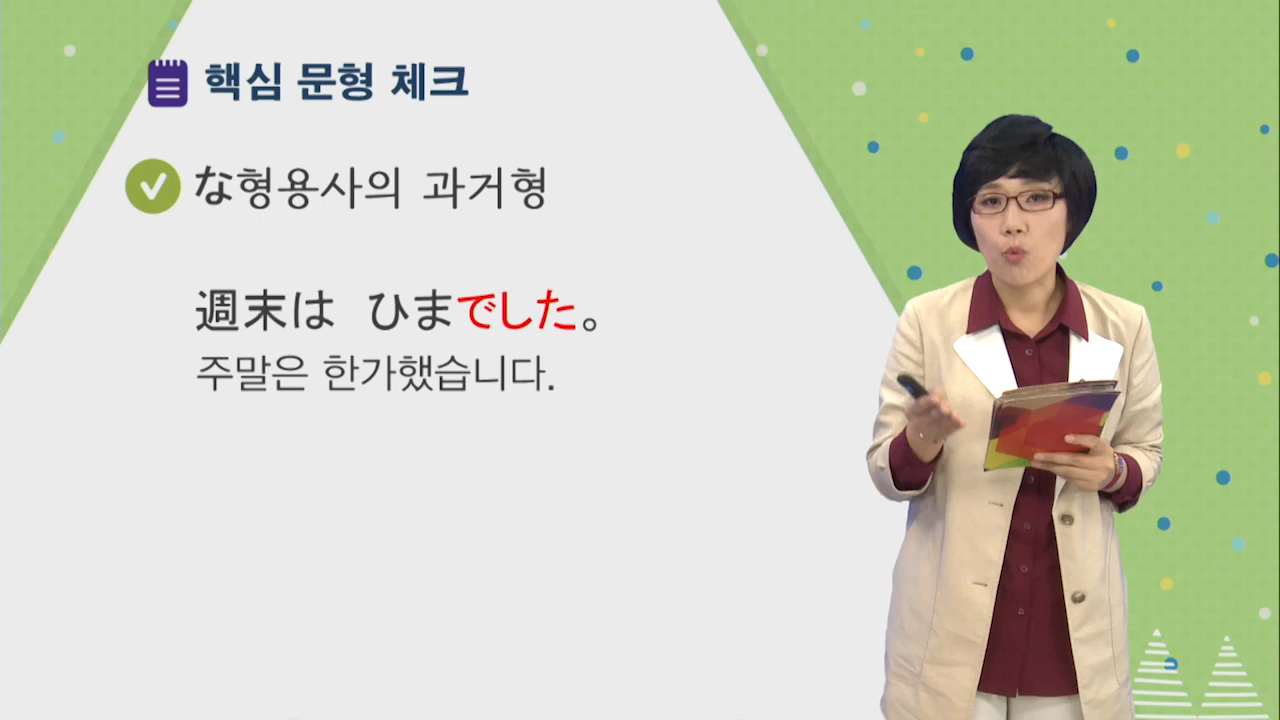 핵심 문형 체크
な형용사의 과거형
週末は ひまでした。
주말은 한가했습니다.